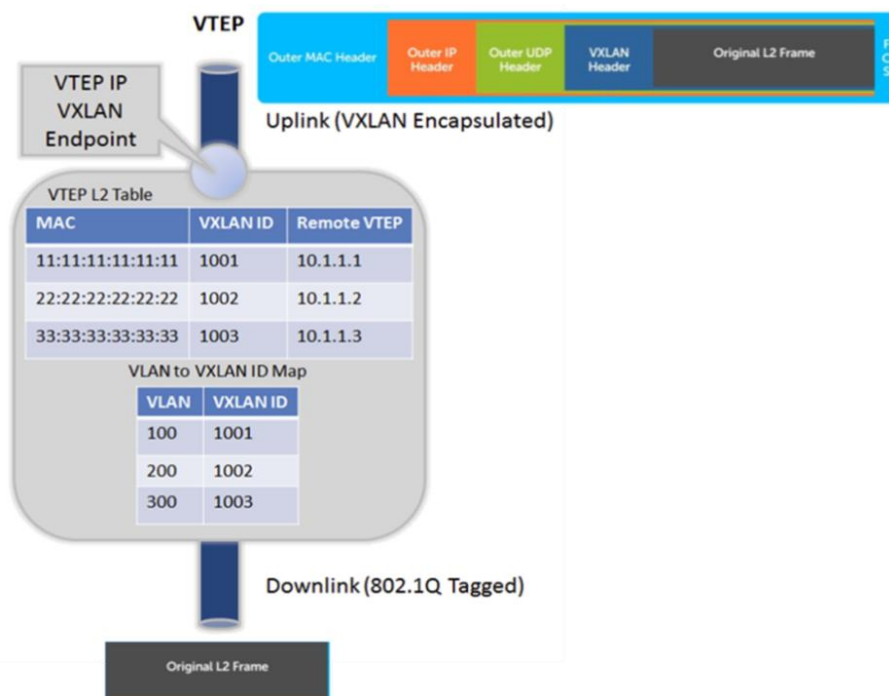 VTEP
Outer MAC Header
Outer IP
Header
Outer UDP
Header
VXLAN
Header
Original L2 Frame
F
C
S
VTEP IP
VXLAN
Endpoint
Uplink (VXLAN Encapsulated)
VTEP L2 Table
MAC VXLAN ID Remote VTEP
11:11:11:11:11:11 1001 10.1.1.1
22:22:22:22:22:22 1002 10.1.1.2
33:33:33:33:33:33 1003 10.1.1.3
VLAN to VXLAN ID Map
VLAN VXLAN ID
100 1001
200 1002
300 1003
Downlink (802.1Q Tagged)
Original L2 Frame